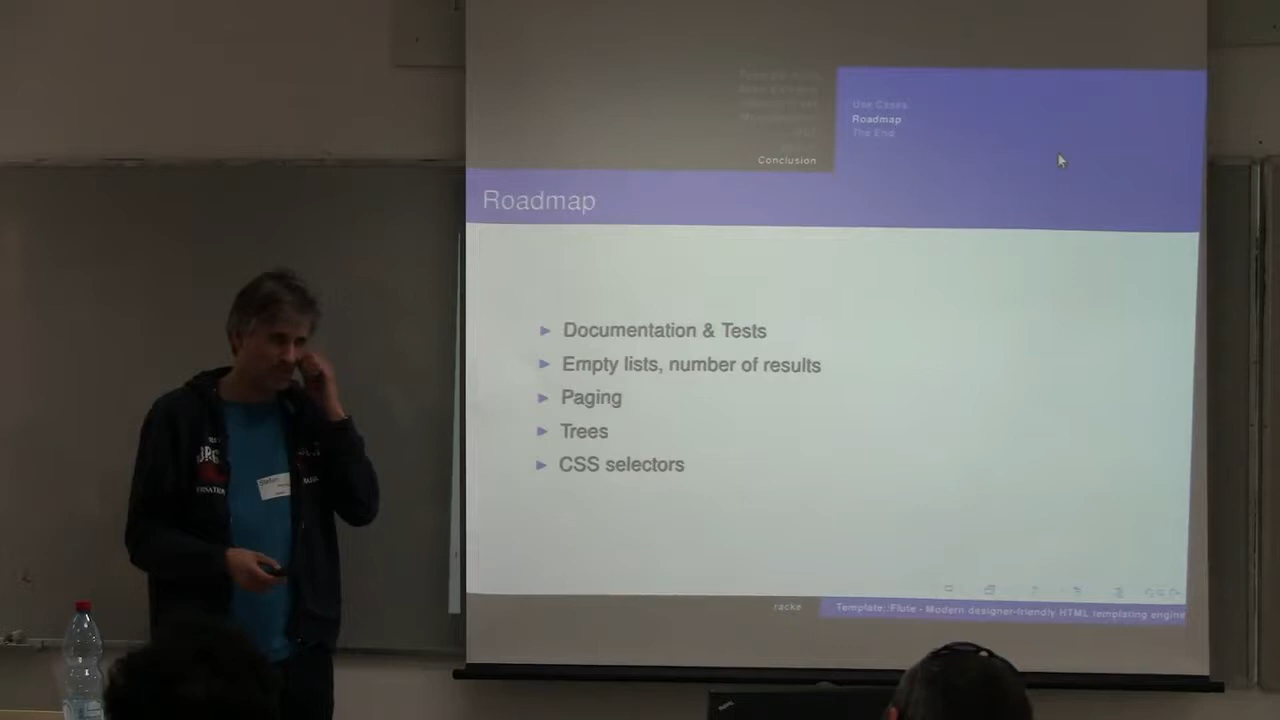 Conclusion
Use Cases
Roadmap
The End
Roadmap
Documentation & Tests
Empty lists, number of results
Paging
Trees
CSS selectors
racke
Template::Flute - Modern designer-friendly HTML templating engine